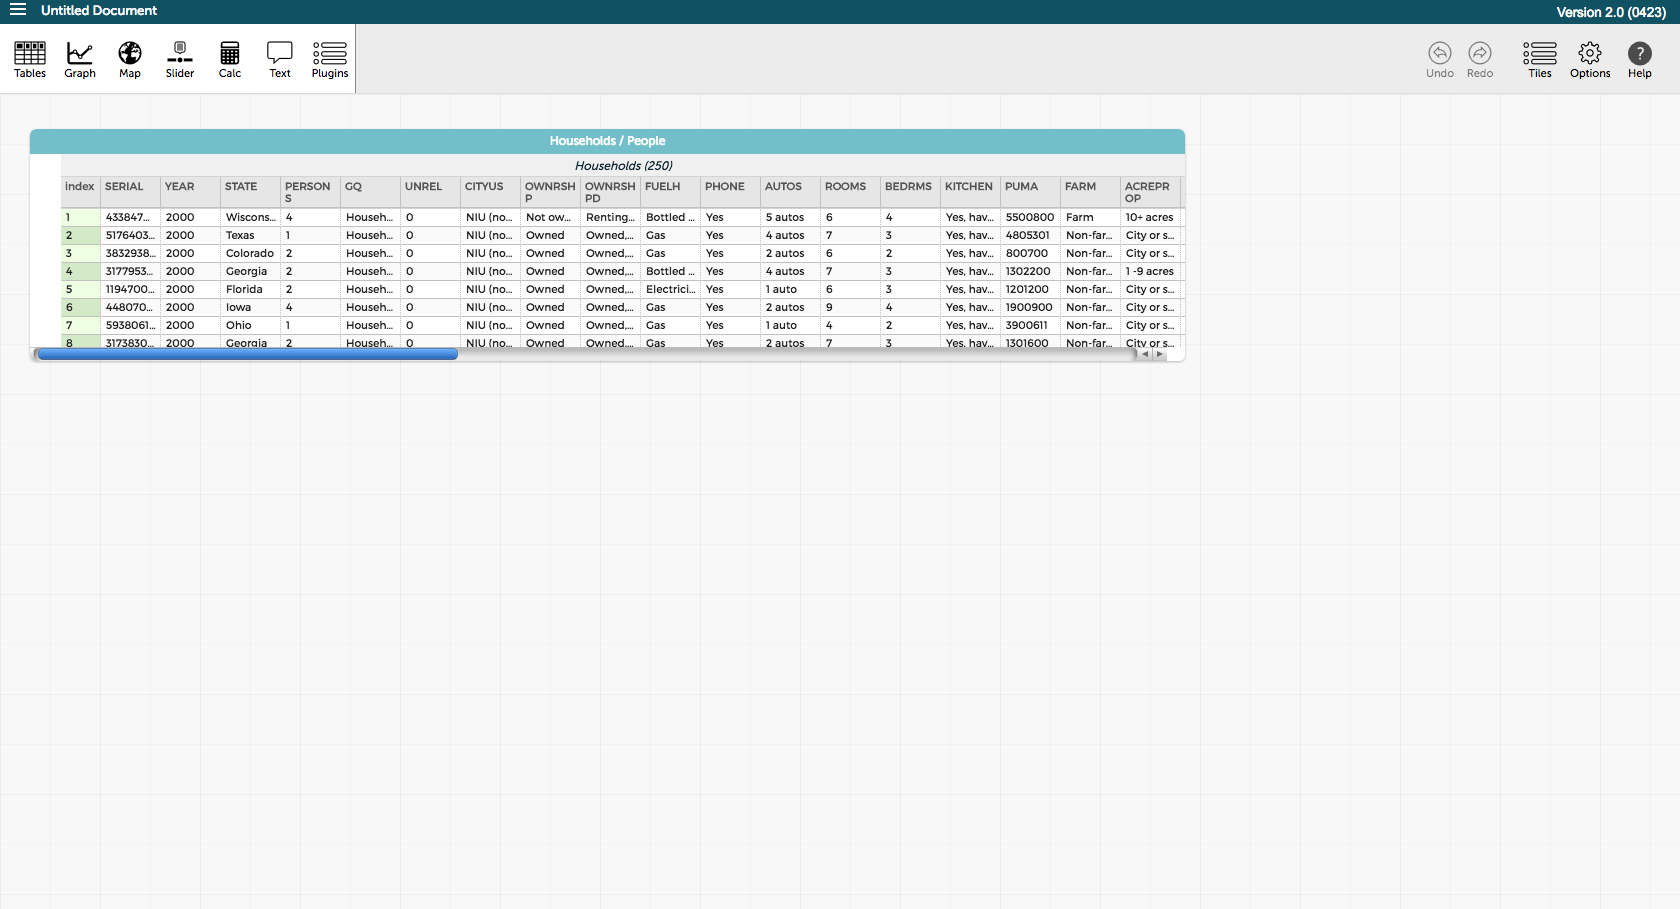 Untitled Document
Version 2.0 (0423)
Tables Graph Map Slider Calc Text Plugins
Undo Redo Tiles Options Help
Households / People
Households (250)
index SERIAL YEAR STATE PERSONS GQ UNREL CITYUS OWNRSHP OWNRSHPD FUELH PHONE AUTOS ROOMS BEDRMS KITCHEN PUMA FARM ACREPROP
1 433847... 2000 Wiscons... 4 Househ... 0 NIU (no... Not ow... Renting... Bottled ... Yes 5 autos 6 4 Yes, hav... 5500800 Farm 10+ acres
2 5176403... 2000 Texas 1 Househ... 0 NIU (no... Owned Owned,... Gas Yes 4 autos 7 3 Yes, hav... 4805301 Non-far... City or s...
3 3832938... 2000 Colorado 2 Househ... 0 NIU (no... Owned Owned,... Gas Yes 2 autos 6 2 Yes, hav... 800700 Non-far... City or s...
4 3177953... 2000 Georgia 2 Househ... 0 NIU (no... Owned Owned,... Bottled ... Yes 4 autos 7 3 Yes, hav... 1302200 Non-far... 1 -9 acres
5 1194700... 2000 Florida 2 Househ... 0 NIU (no... Owned Owned,... Electrici... Yes 1 auto 6 3 Yes, hav... 1201200 Non-far... City or s...
6 448070... 2000 Iowa 4 Househ... 0 NIU (no... Owned Owned,... Gas Yes 2 autos 9 4 Yes, hav... 1900900 Non-far... City or s...
7 5938061... 2000 Ohio 1 Househ... 0 NIU (no... Owned Owned,... Gas Yes 1 auto 4 2 Yes, hav... 3900611 Non-far... City or s...
8 3173830... 2000 Georgia 2 Househ... 0 NIU (no... Owned Owned,... Gas Yes 2 autos 7 3 Yes, hav... 1301600 Non-far... City or s...